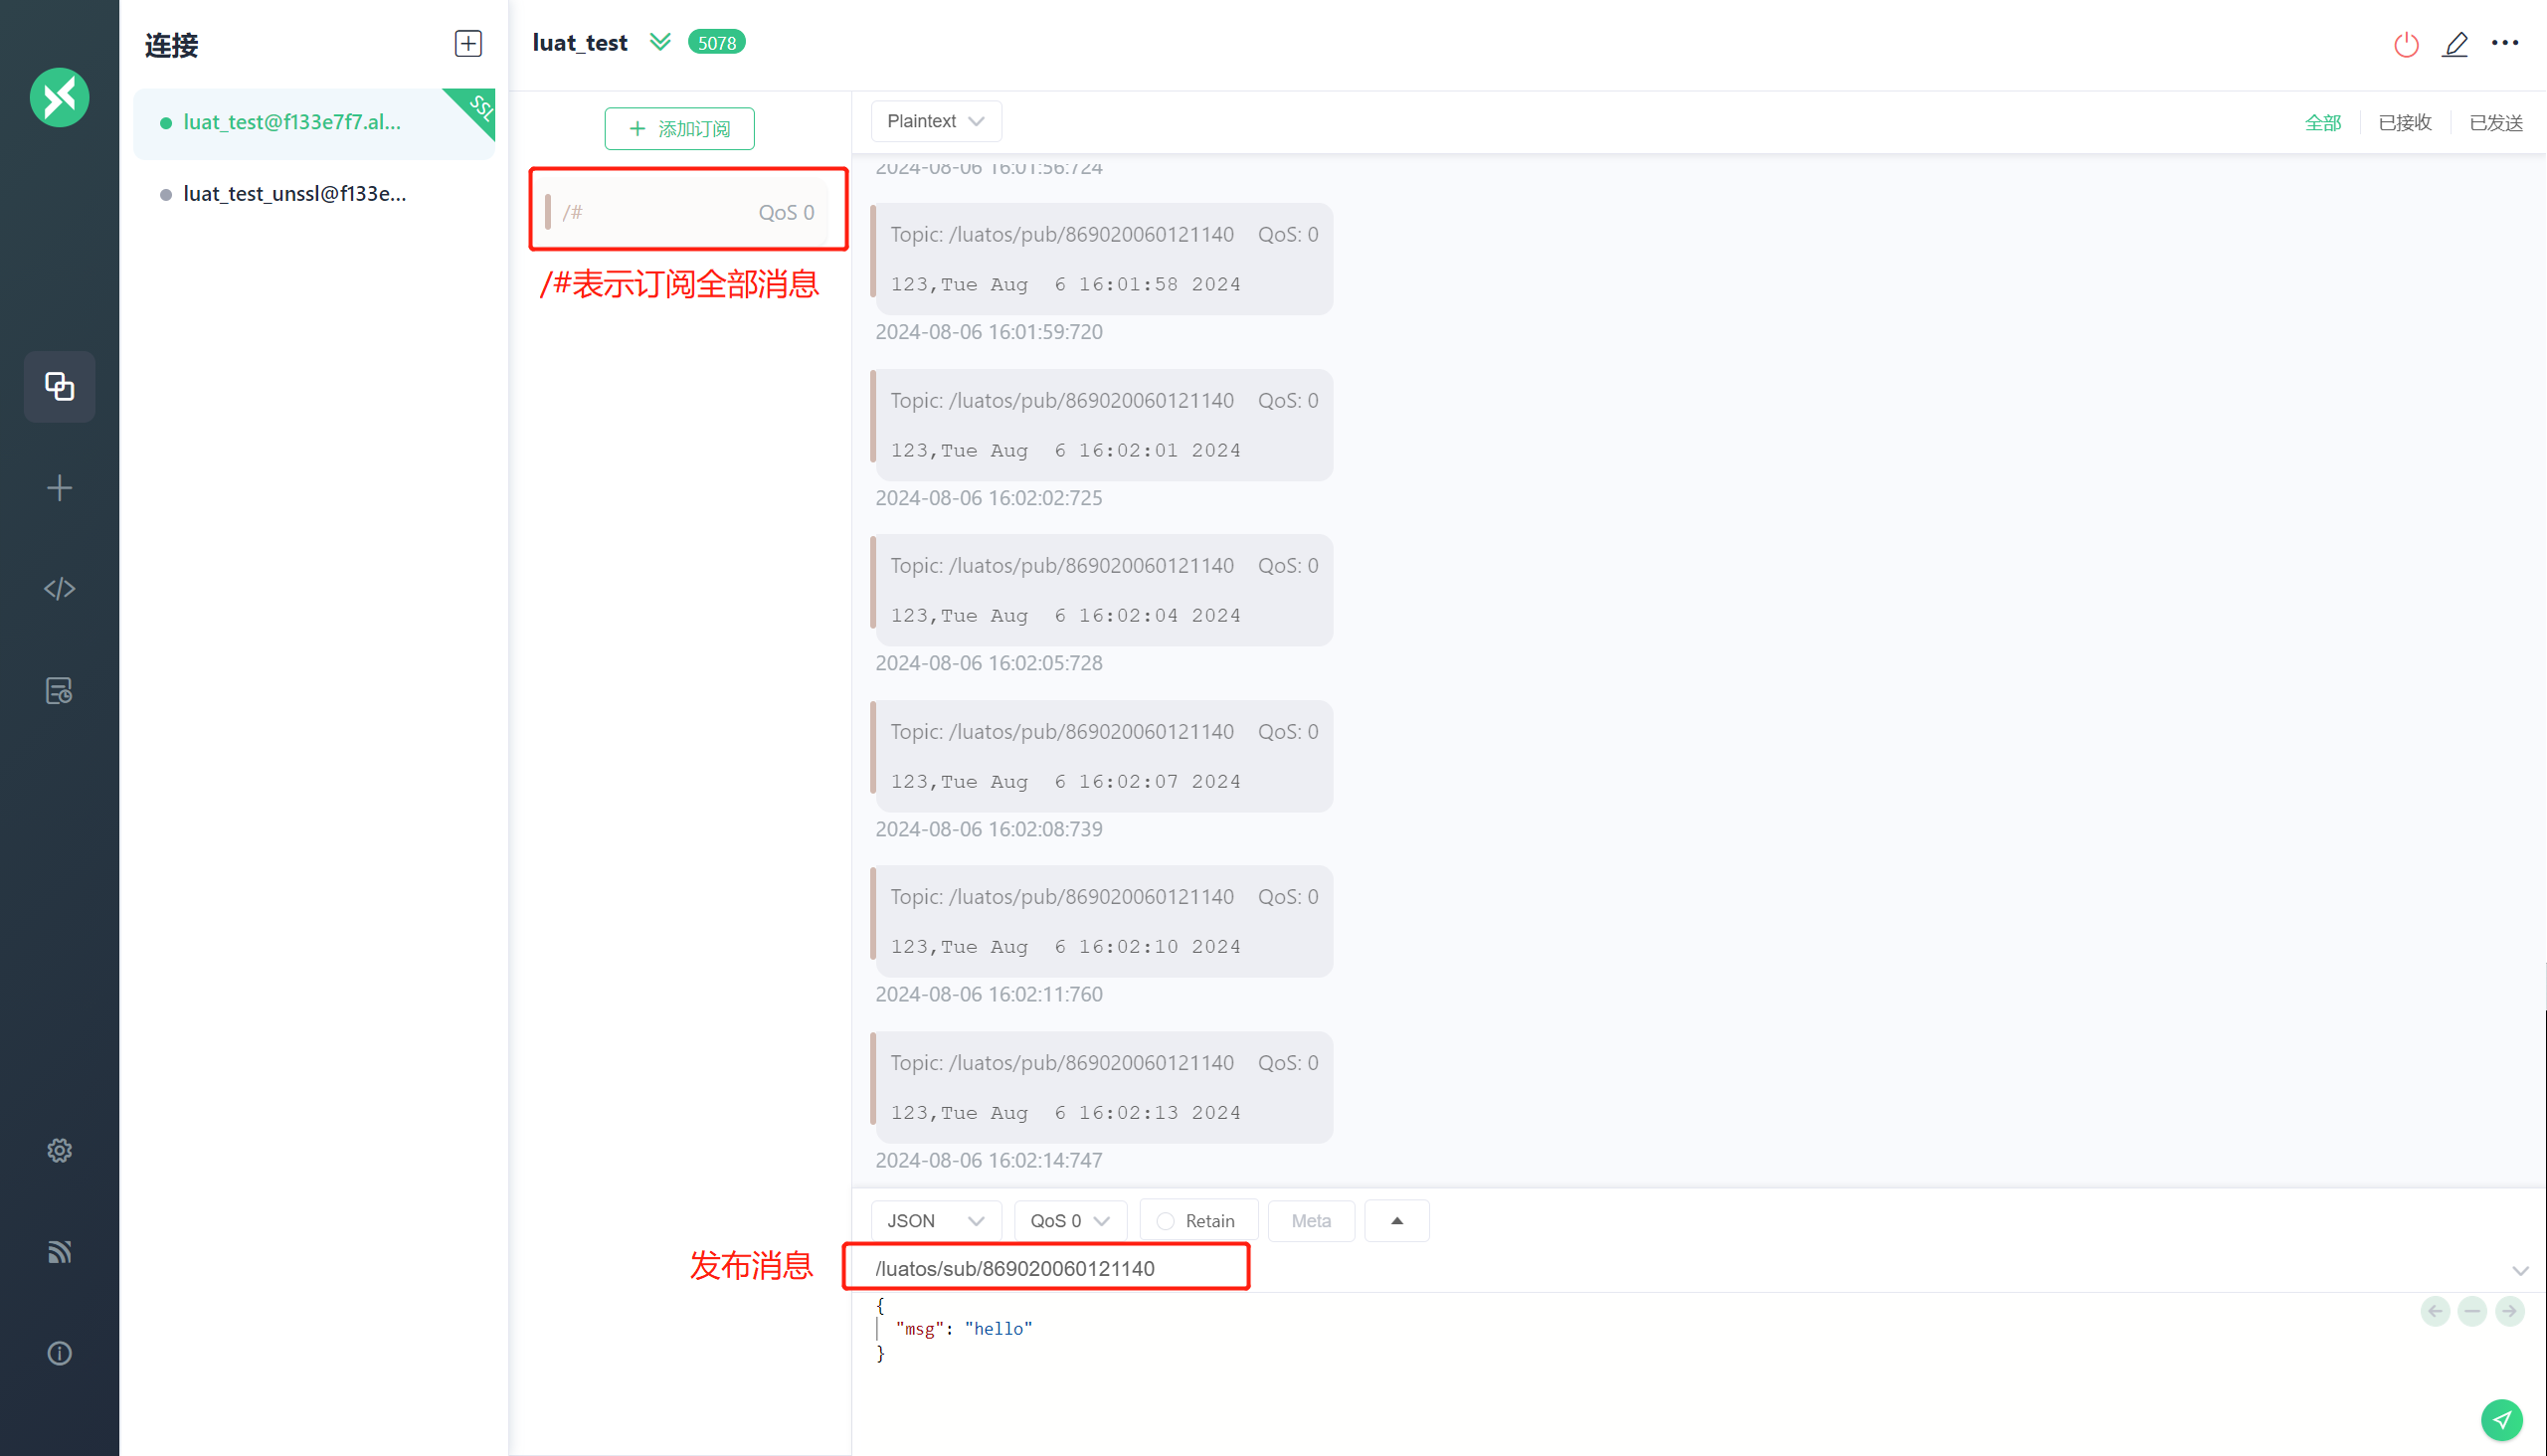 连接
luat_test@f133e7f7.al...
SSL
luat_test_unssl@f133e...
luat_test
5078
添加订阅
/#
QoS 0
/#表示订阅全部消息
Plaintext
全部
已接收
已发送
2024-08-06 16:01:56:724
Topic: /luatos/pub/869020060121140 QoS: 0
123,Tue Aug  6 16:01:58 2024
2024-08-06 16:01:59:720
Topic: /luatos/pub/869020060121140 QoS: 0
123,Tue Aug  6 16:02:01 2024
2024-08-06 16:02:02:725
Topic: /luatos/pub/869020060121140 QoS: 0
123,Tue Aug  6 16:02:04 2024
2024-08-06 16:02:05:728
Topic: /luatos/pub/869020060121140 QoS: 0
123,Tue Aug  6 16:02:07 2024
2024-08-06 16:02:08:739
Topic: /luatos/pub/869020060121140 QoS: 0
123,Tue Aug  6 16:02:10 2024
2024-08-06 16:02:11:760
Topic: /luatos/pub/869020060121140 QoS: 0
123,Tue Aug  6 16:02:13 2024
2024-08-06 16:02:14:747
JSON
QoS 0
Retain
Meta
发布消息
/luatos/sub/869020060121140
{
"msg": "hello"
}